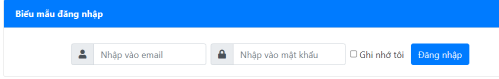 Biểu mẫu đăng nhập
Nhập vào email Nhập vào mật khẩu Ghi nhớ tôi Đăng nhập